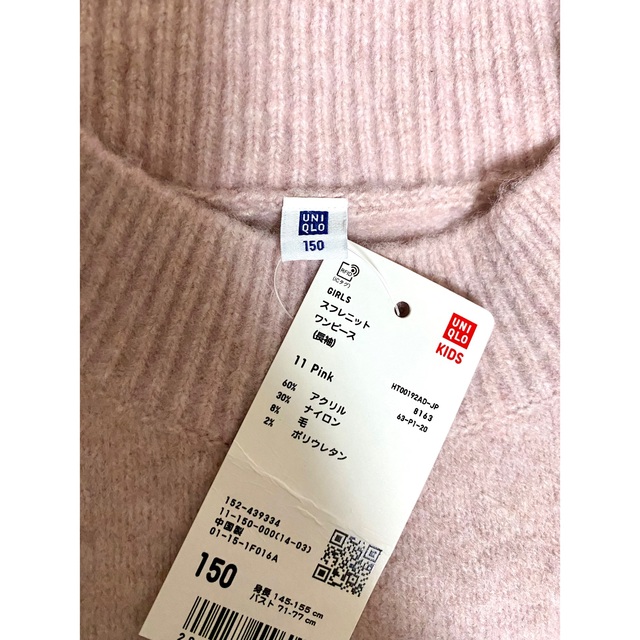 UNI
QLO
150
RFID
(ICタグ)
GIRLS
スフレニット
ワンピース
(長袖)
UNI
QLO
KIDS
11 Pink
HT00192AD-JP
8163
63-P1-20
60% アクリル
30% ナイロン
8% 毛
2% ポリウレタン
152-439334
11-150-000(14-03)
中国製
01-15-1F016A
150
身長 145-155 cm
バスト 71-77 cm